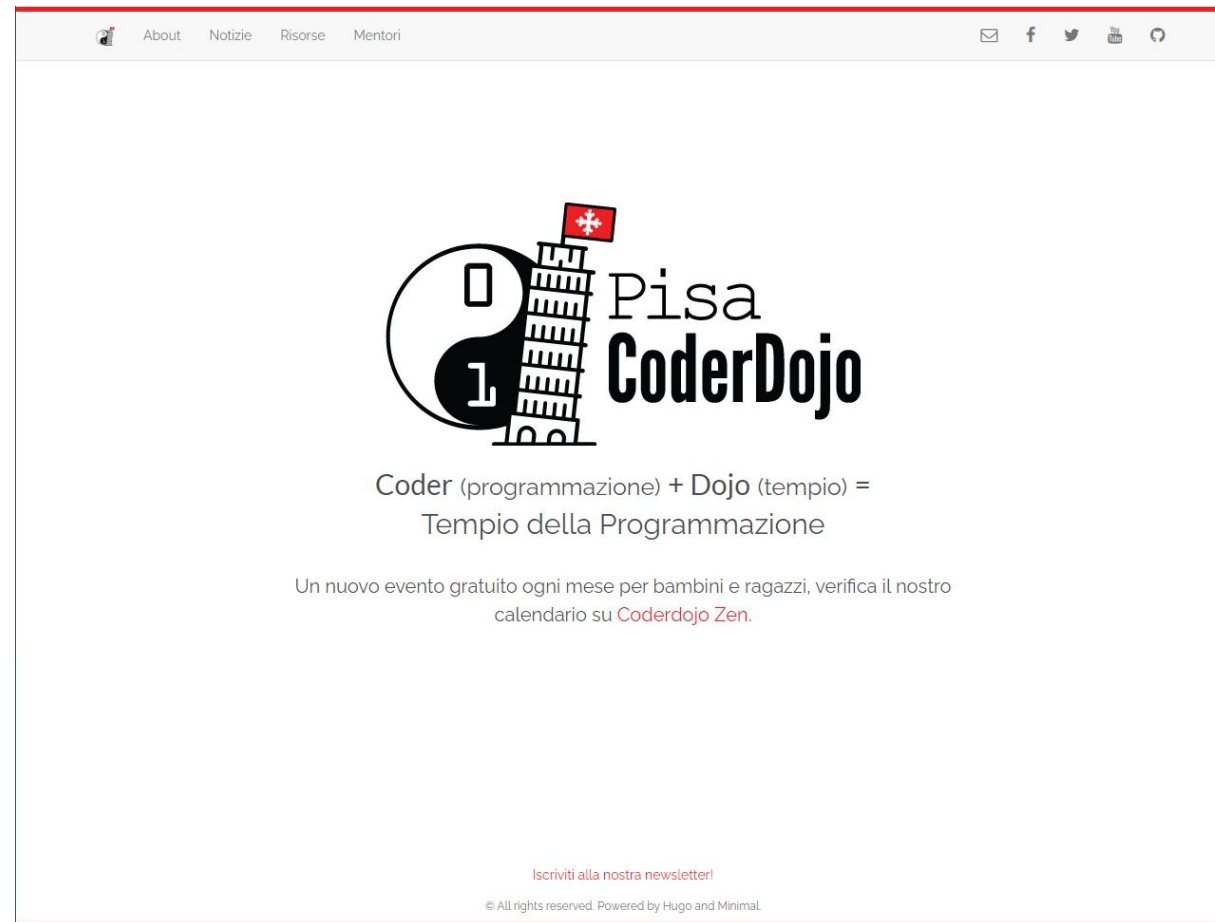 About Notizie Risorse Mentori
You
Tube
0
1
Pisa
CoderDojo
Coder (programmazione) + Dojo (tempio) =
Tempio della Programmazione
Un nuovo evento gratuito ogni mese per bambini e ragazzi, verifica il nostro
calendario su Coderdojo Zen.
Iscriviti alla nostra newsletter!
© All rights reserved. Powered by Hugo and Minimal.